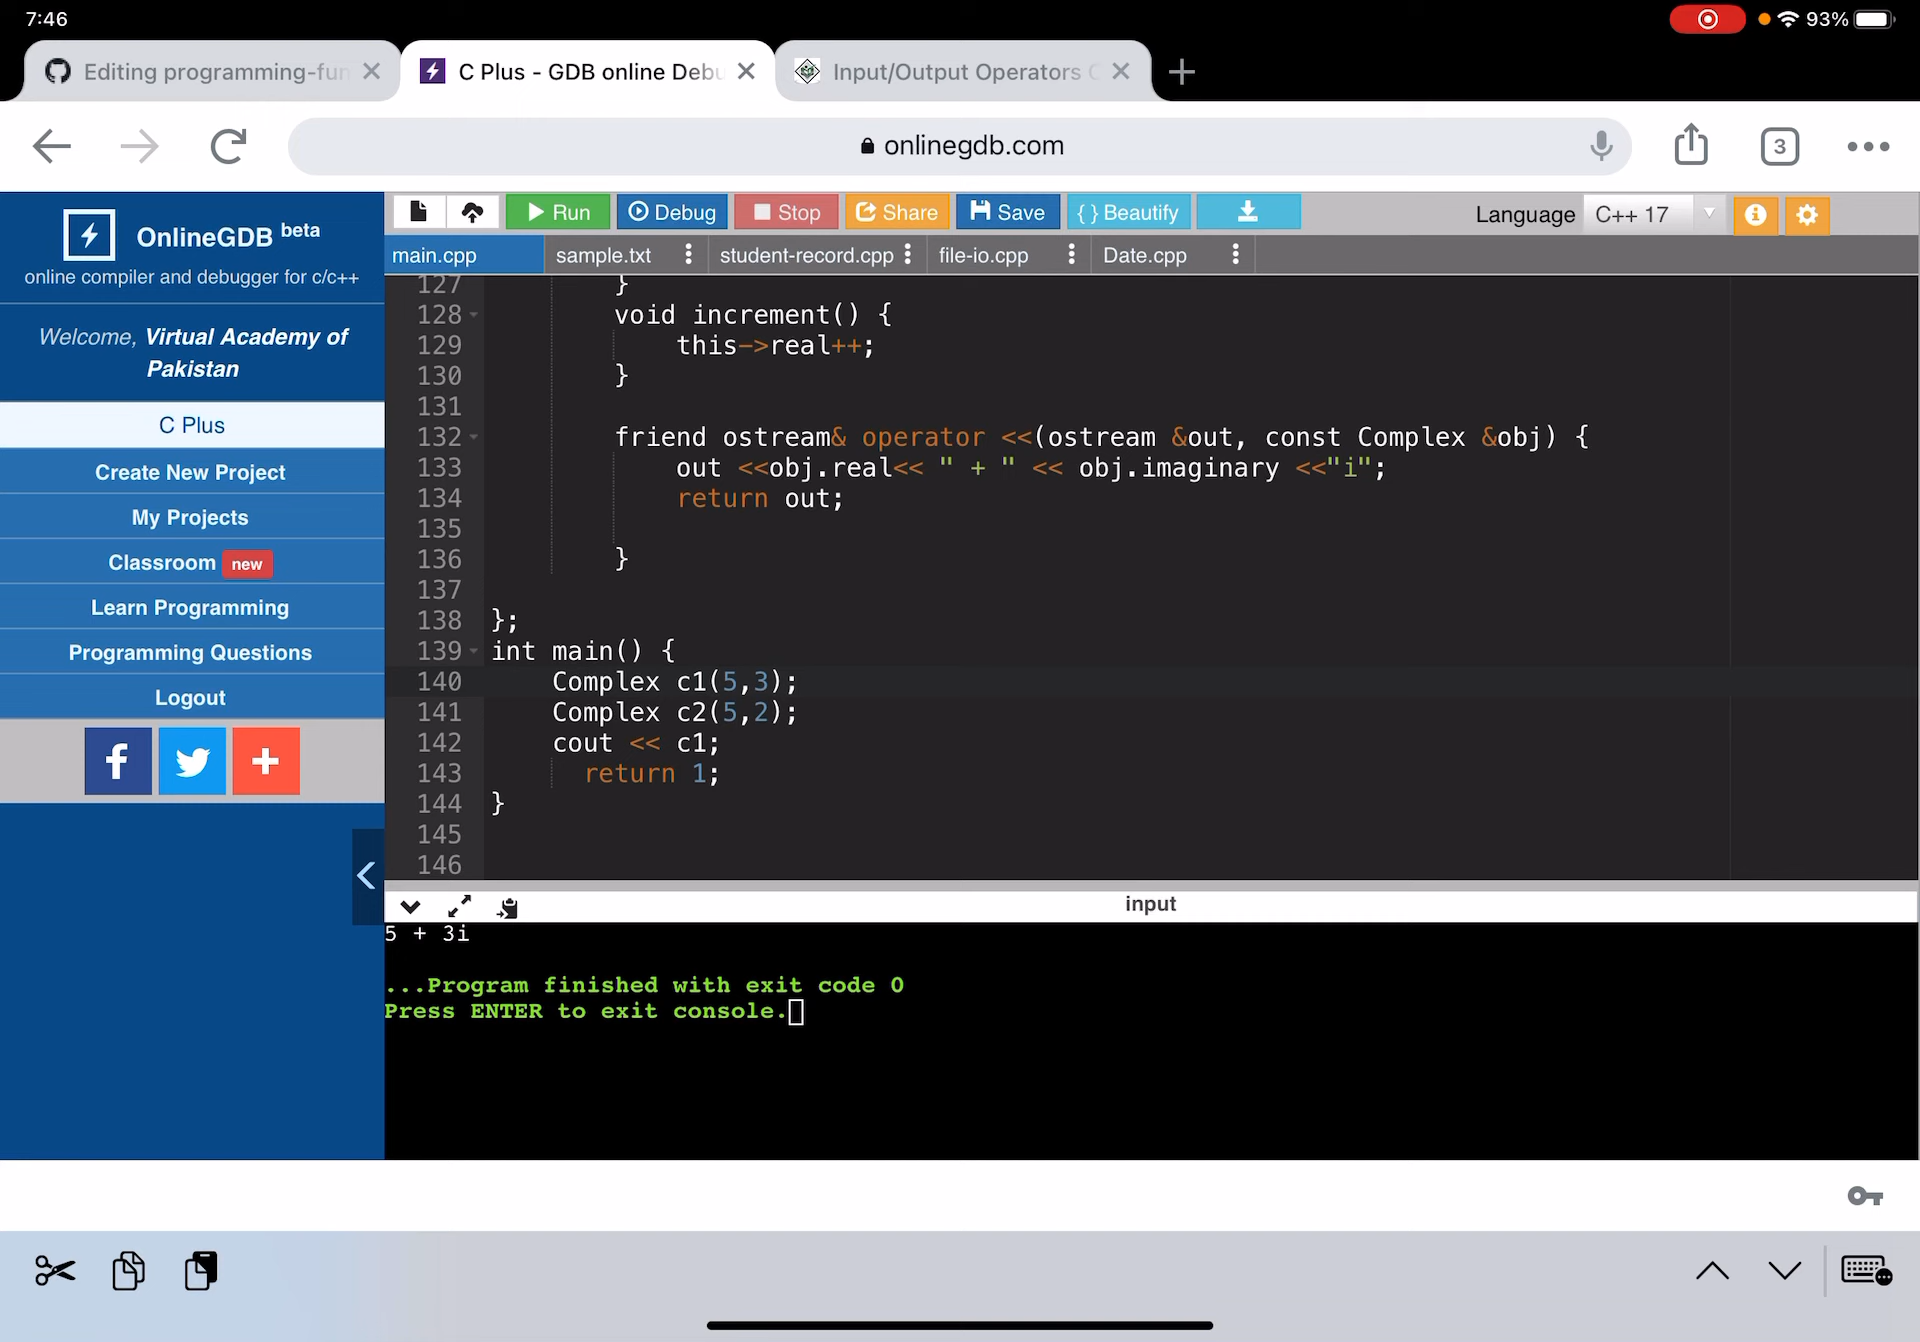 7:46
93%
Editing programming-fun
C Plus - GDB online Debu
Input/Output Operators C
onlinegdb.com
3
OnlineGDB beta
online compiler and debugger for c/c++
Welcome, Virtual Academy of
Pakistan
C Plus
Create New Project
My Projects
Classroom new
Learn Programming
Programming Questions
Logout
Run
Debug
Stop
Share
Save
{ } Beautify
Language C++ 17
main.cpp
sample.txt
student-record.cpp
file-io.cpp
Date.cpp
127 }
128 void increment() {
129 this->real++;
130 }
131
132 friend ostream& operator <<(ostream &out, const Complex &obj) {
133 out <<obj.real<< " + " << obj.imaginary <<"i";
134 return out;
135
136 }
137
138 };
139 int main() {
140 Complex c1(5,3);
141 Complex c2(5,2);
142 cout << c1;
143 return 1;
144 }
145
146
input
5 + 3i
...Program finished with exit code 0
Press ENTER to exit console.